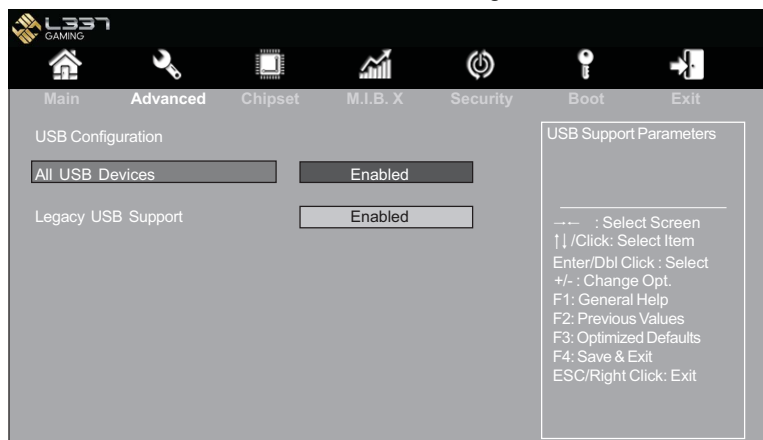 L337
GAMING
Main Advanced Chipset M.I.B. X Security Boot Exit
USB Configuration
All USB Devices Enabled
Legacy USB Support Enabled
USB Support Parameters
→← : Select Screen
↑↓/Click: Select Item
Enter/Dbl Click : Select
+/- : Change Opt.
F1: General Help
F2: Previous Values
F3: Optimized Defaults
F4: Save & Exit
ESC/Right Click: Exit